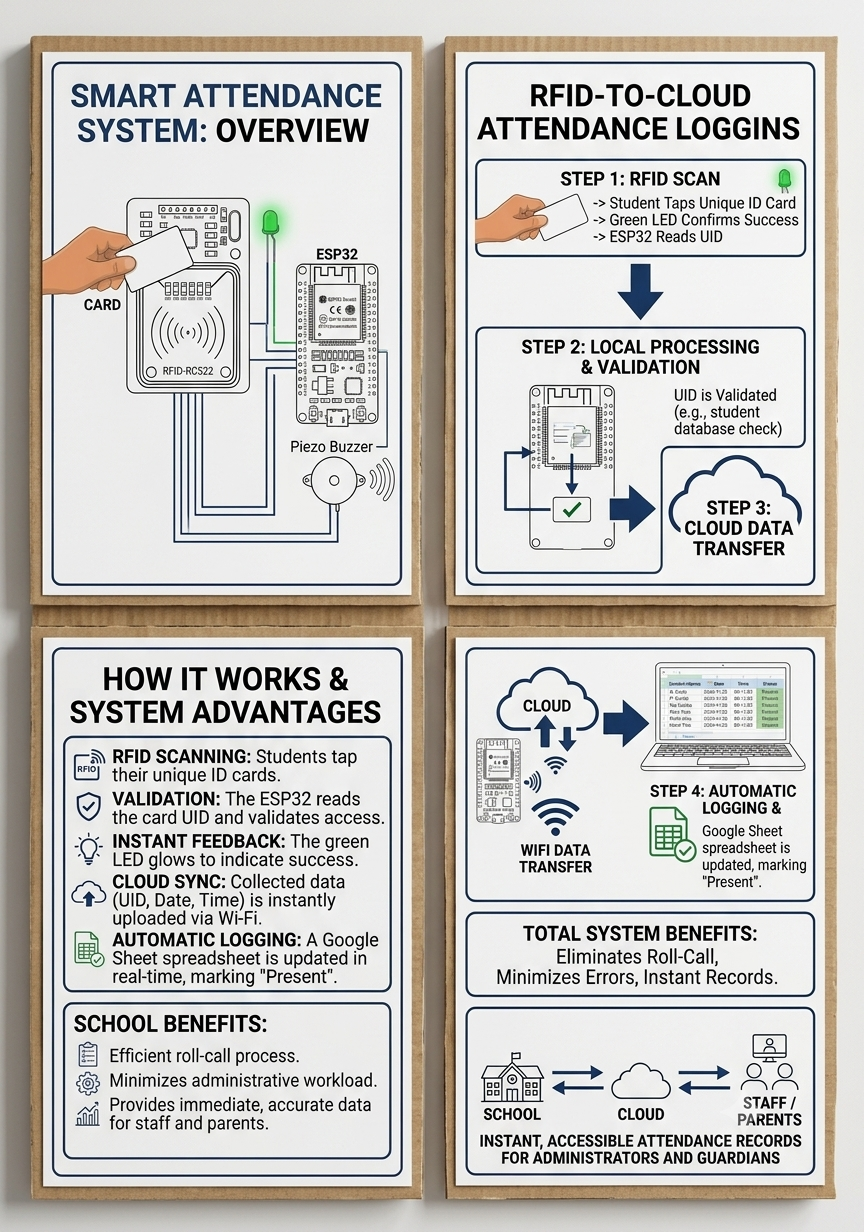 SMART ATTENDANCE
SYSTEM: OVERVIEW
ESP32
CARD
RFID-RCS22
Piezo Buzzer
RFID-TO-CLOUD
ATTENDANCE LOGGINS
STEP 1: RFID SCAN
-> Student Taps Unique ID Card
-> Green LED Confirms Success
-> ESP32 Reads UID
STEP 2: LOCAL PROCESSING
& VALIDATION
UID is Validated
(e.g., student
database check)
STEP 3:
CLOUD DATA
TRANSFER
HOW IT WORKS &
SYSTEM ADVANTAGES
RFIO
RFID SCANNING: Students tap
their unique ID cards.
VALIDATION: The ESP32 reads
the card UID and validates access.
INSTANT FEEDBACK: The green
LED glows to indicate success.
CLOUD SYNC: Collected data
(UID, Date, Time) is instantly
uploaded via Wi-Fi.
AUTOMATIC LOGGING: A Google
Sheet spreadsheet is updated in
real-time, marking "Present".
SCHOOL BENEFITS:
Efficient roll-call process.
Minimizes administrative workload.
Provides immediate, accurate data
for staff and parents.
CLOUD
WIFI DATA
TRANSFER
STEP 4: AUTOMATIC
LOGGING &
Google Sheet
spreadsheet is
updated, marking
"Present".
TOTAL SYSTEM BENEFITS:
Eliminates Roll-Call,
Minimizes Errors, Instant Records.
SCHOOL
CLOUD
STAFF /
PARENTS
INSTANT, ACCESSIBLE ATTENDANCE RECORDS
FOR ADMINISTRATORS AND GUARDIANS